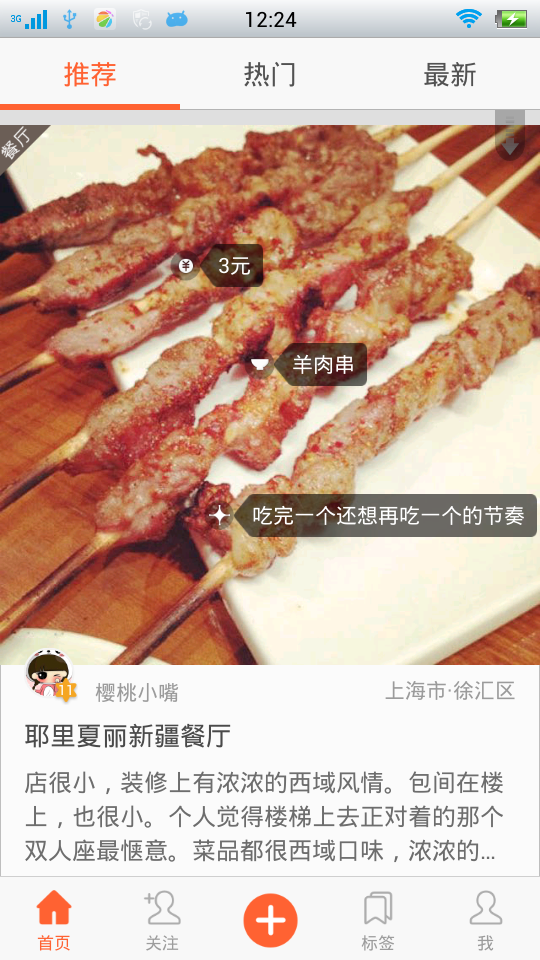 3G 12:24
推荐 热门 最新
餐厅
¥ 3元
羊肉串
吃完一个还想再吃一个的节奏
11
樱桃小嘴 上海市·徐汇区
耶里夏丽新疆餐厅
店很小，装修上有浓浓的西域风情。包间在楼
上，也很小。个人觉得楼梯上去正对着的那个
双人座最惬意。菜品都很西域口味，浓浓的...
首页 关注 标签 我